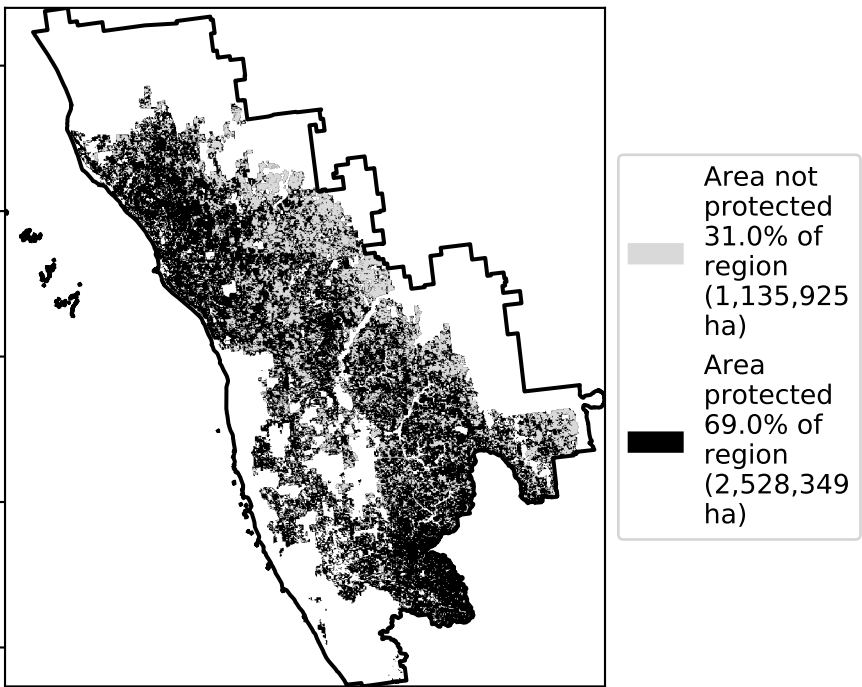 Area not
protected
31.0% of
region
(1,135,925
ha)
Area
protected
69.0% of
region
(2,528,349
ha)